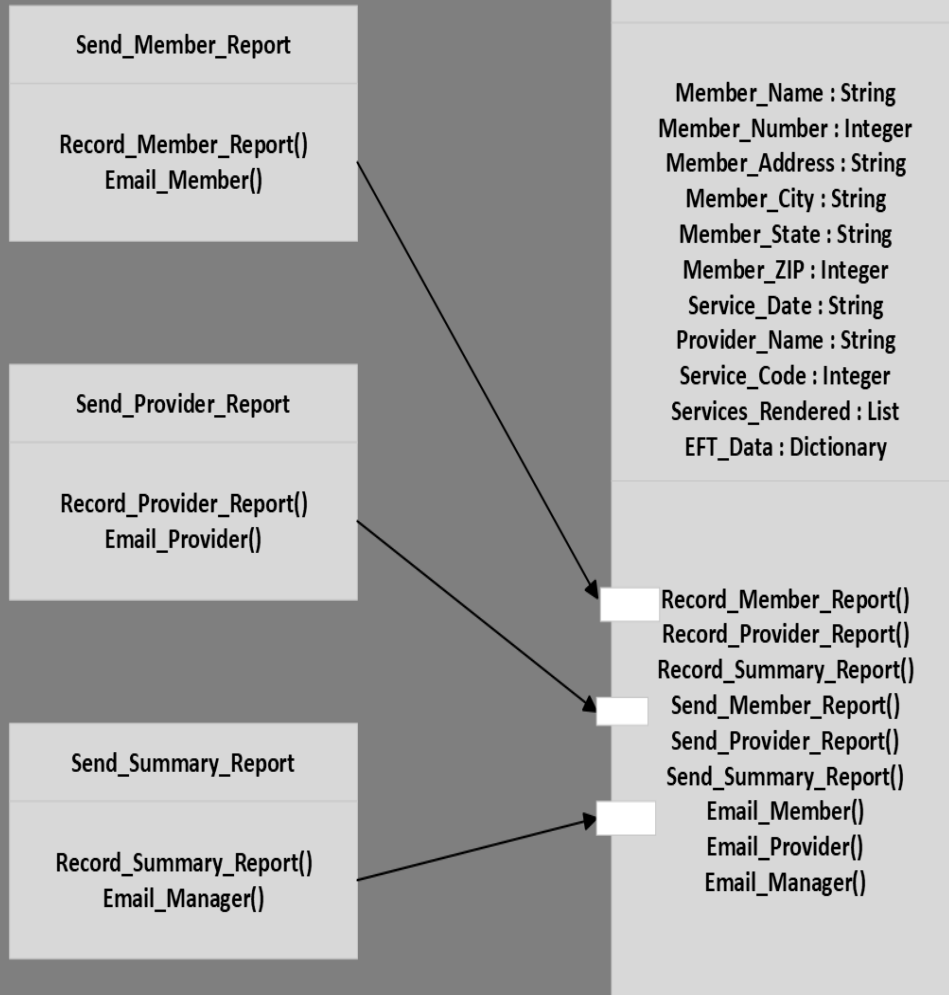 Send_Member_Report
Record_Member_Report()
Email_Member()
Send_Provider_Report
Record_Provider_Report()
Email_Provider()
Send_Summary_Report
Record_Summary_Report()
Email_Manager()
Member_Name : String
Member_Number : Integer
Member_Address : String
Member_City : String
Member_State : String
Member_ZIP : Integer
Service_Date : String
Provider_Name : String
Service_Code : Integer
Services_Rendered : List
EFT_Data : Dictionary
Record_Member_Report()
Record_Provider_Report()
Record_Summary_Report()
Send_Member_Report()
Send_Provider_Report()
Send_Summary_Report()
Email_Member()
Email_Provider()
Email_Manager()